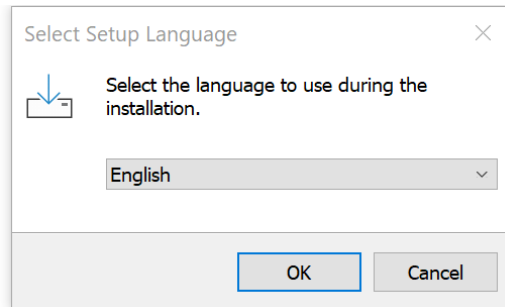 Select Setup Language
Select the language to use during the
installation.
English
OK
Cancel